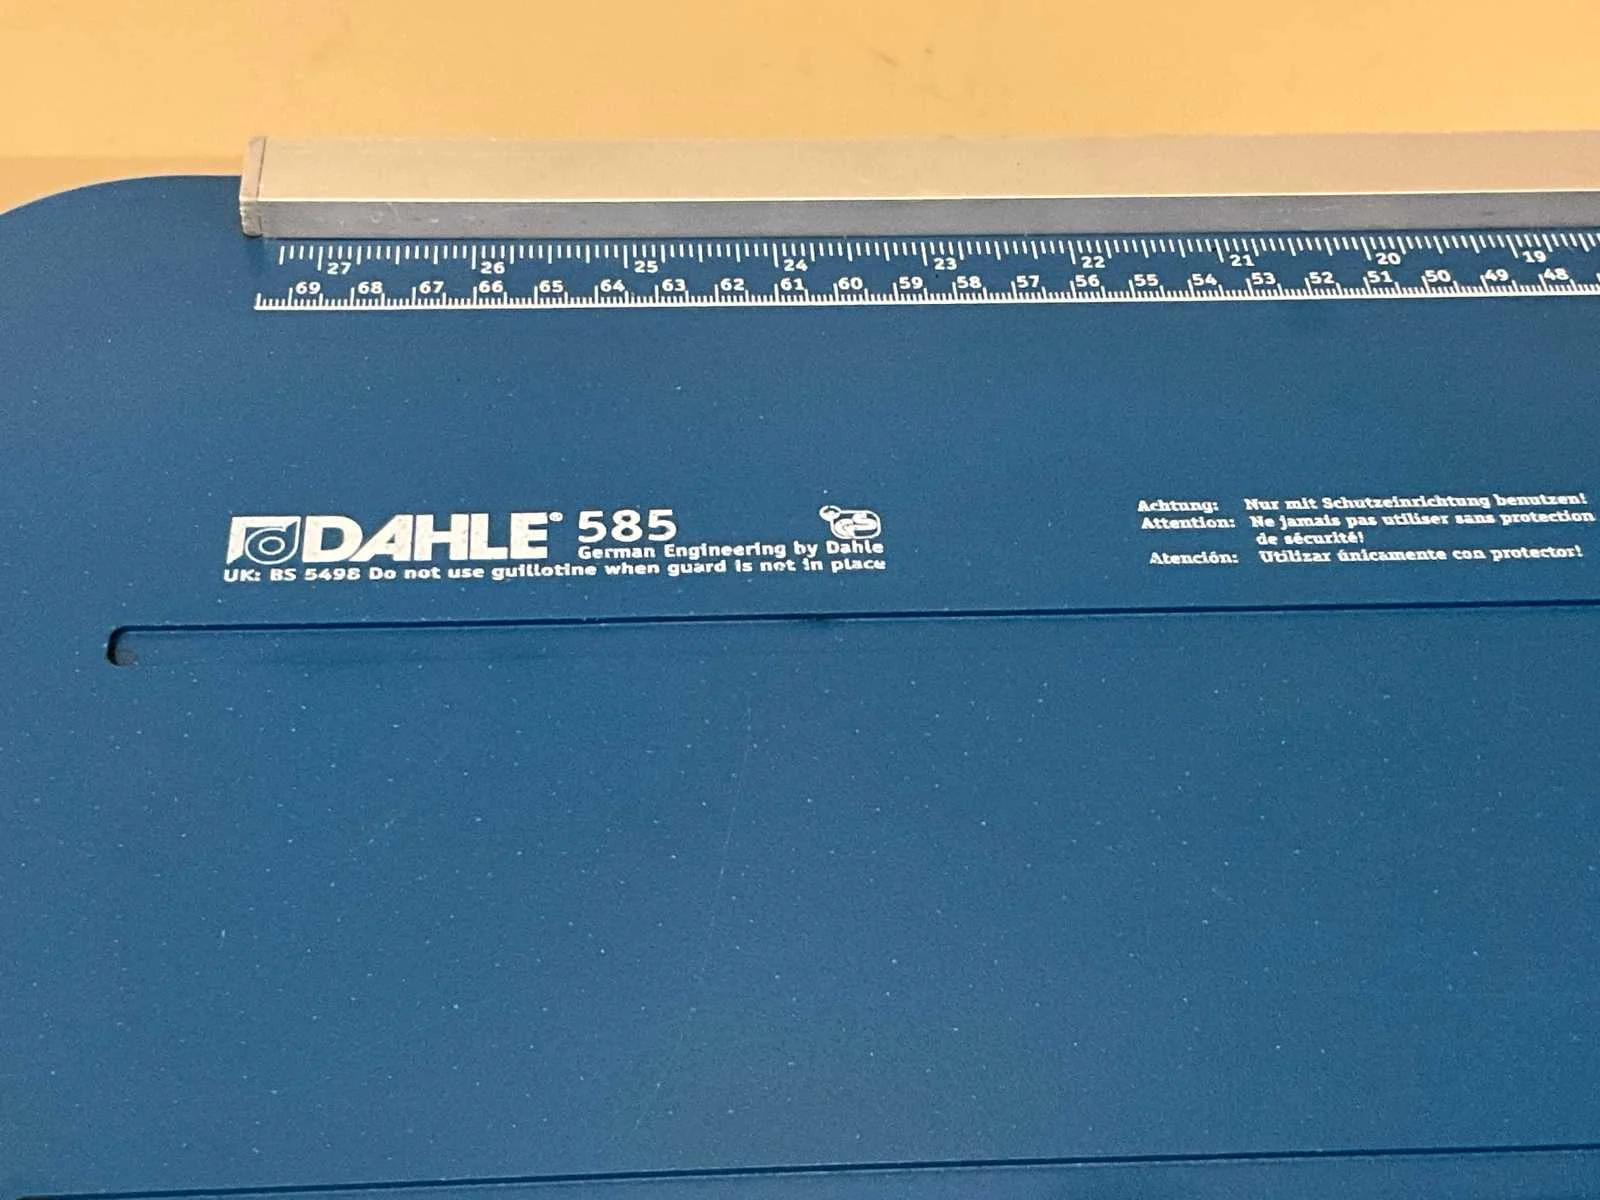 27 26 25 24 23 22 21 20 19
69 68 67 66 65 64 63 62 61 60 59 58 57 56 55 54 53 52 51 50 49 48
DAHLE® 585 GS
German Engineering by Dahle
UK: BS 5498 Do not use guillotine when guard is not in place
Achtung: Nur mit Schutzeinrichtung benutzen!
Attention: Ne jamais pas utiliser sans protection
de sécurité!
Atención: Utilizar únicamente con protector!